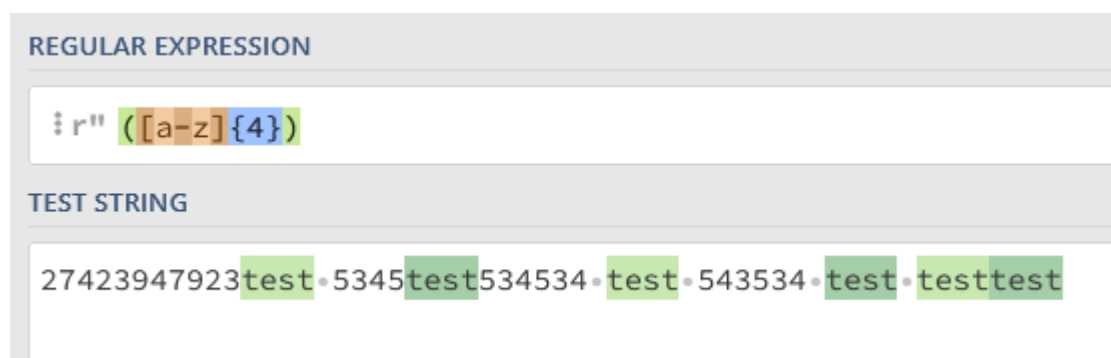 REGULAR EXPRESSION
r" ([a-z]{4})
TEST STRING
27423947923test·5345test534534·test·543534·test·testtest